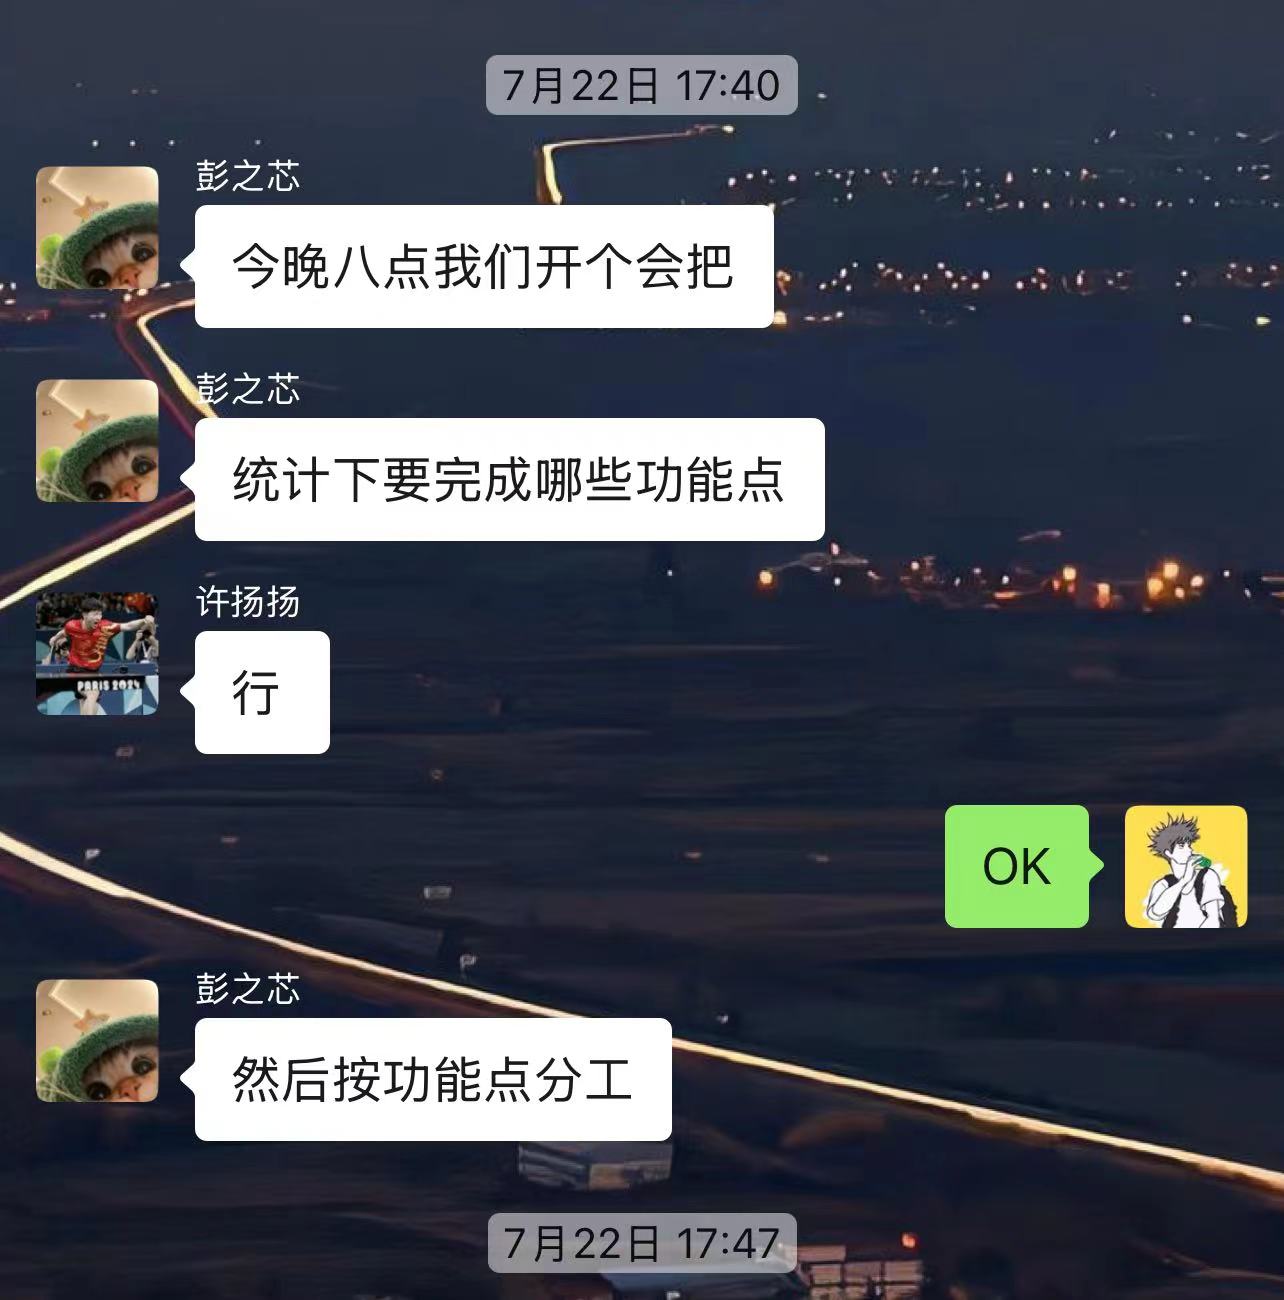 7月22日 17:40
彭之芯
今晚八点我们开个会把
彭之芯
统计下要完成哪些功能点
许扬扬
行
PARIS 2024
OK
彭之芯
然后按功能点分工
7月22日 17:47